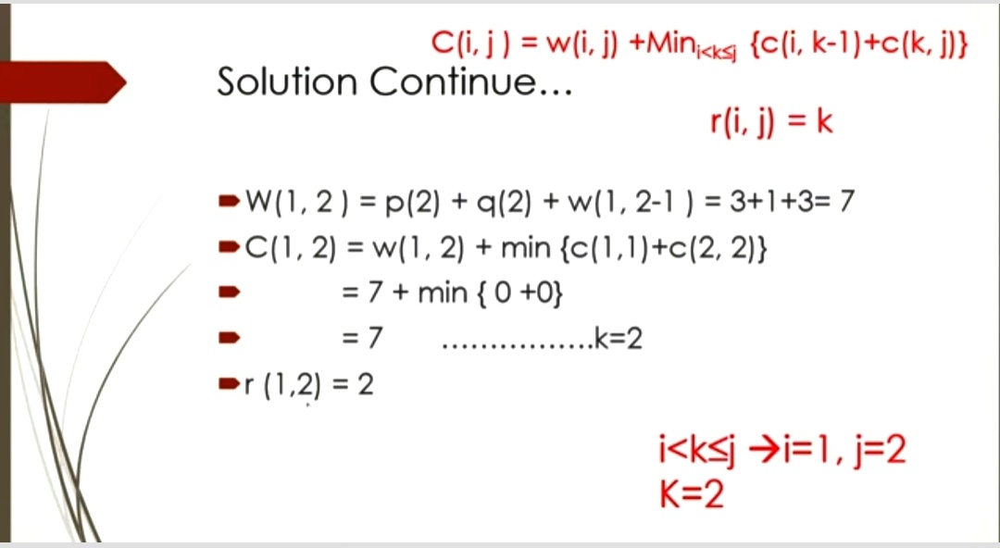 C(i, j ) = w(i, j) +Min i<k≤j {c(i, k-1)+c(k, j)}
Solution Continue...
r(i, j) = k
W(1, 2 ) = p(2) + q(2) + w(1, 2-1 ) = 3+1+3= 7
C(1, 2) = w(1, 2) + min {c(1,1)+c(2, 2)}
= 7 + min { 0 +0}
= 7 ................k=2
r (1,2) = 2
i<k≤j →i=1, j=2
K=2